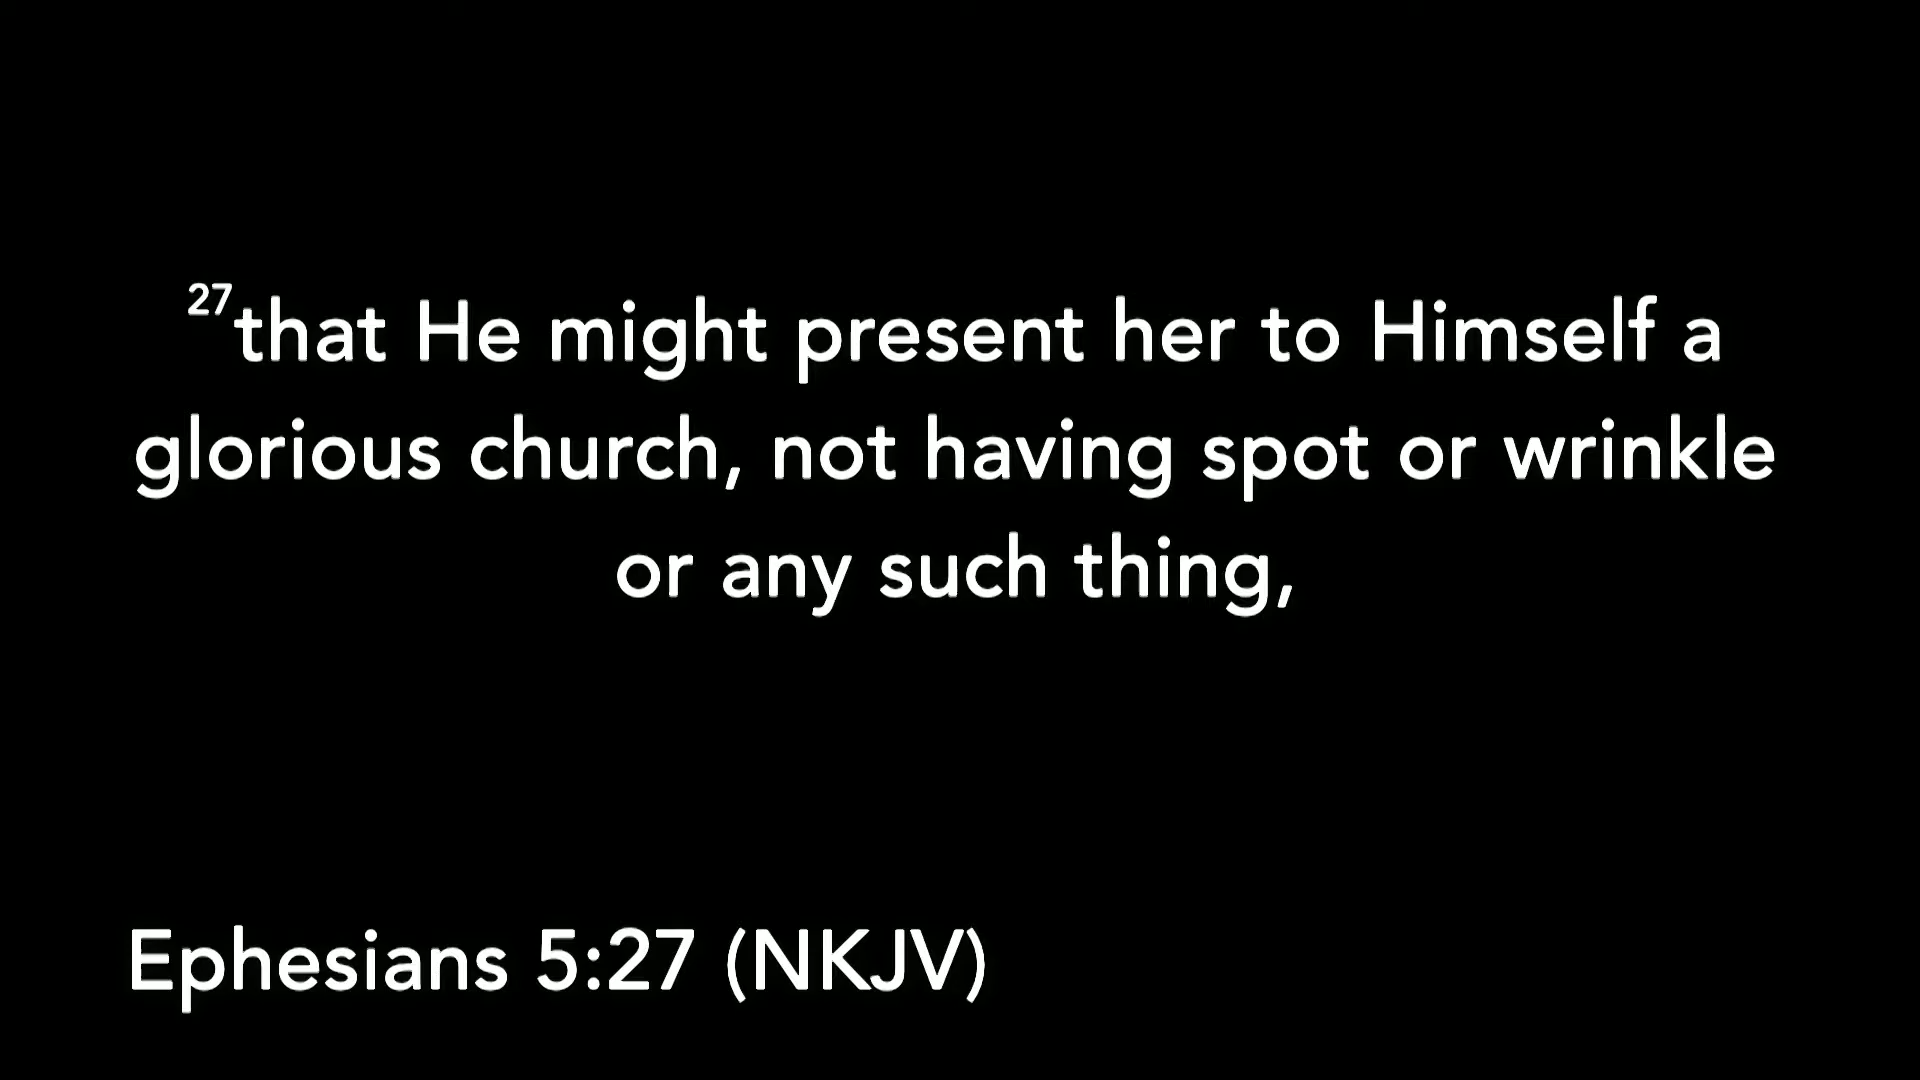 27that He might present her to Himself a
glorious church, not having spot or wrinkle
or any such thing,
Ephesians 5:27 (NKJV)